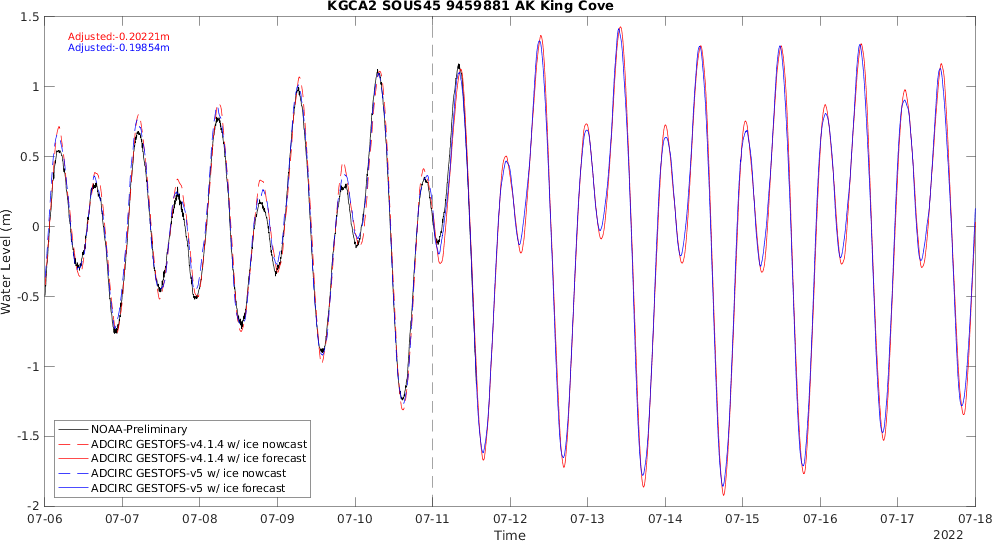 KGCA2 SOUS45 9459881 AK King Cove
Adjusted:-0.20221m
Adjusted:-0.19854m
1.5
1
0.5
0
-0.5
-1
-1.5
-2
Water Level (m)
NOAA-Preliminary
ADCIRC GESTOFS-v4.1.4 w/ ice nowcast
ADCIRC GESTOFS-v4.1.4 w/ ice forecast
ADCIRC GESTOFS-v5 w/ ice nowcast
ADCIRC GESTOFS-v5 w/ ice forecast
07-06 07-07 07-08 07-09 07-10 07-11 07-12 07-13 07-14 07-15 07-16 07-17 07-18
Time
2022